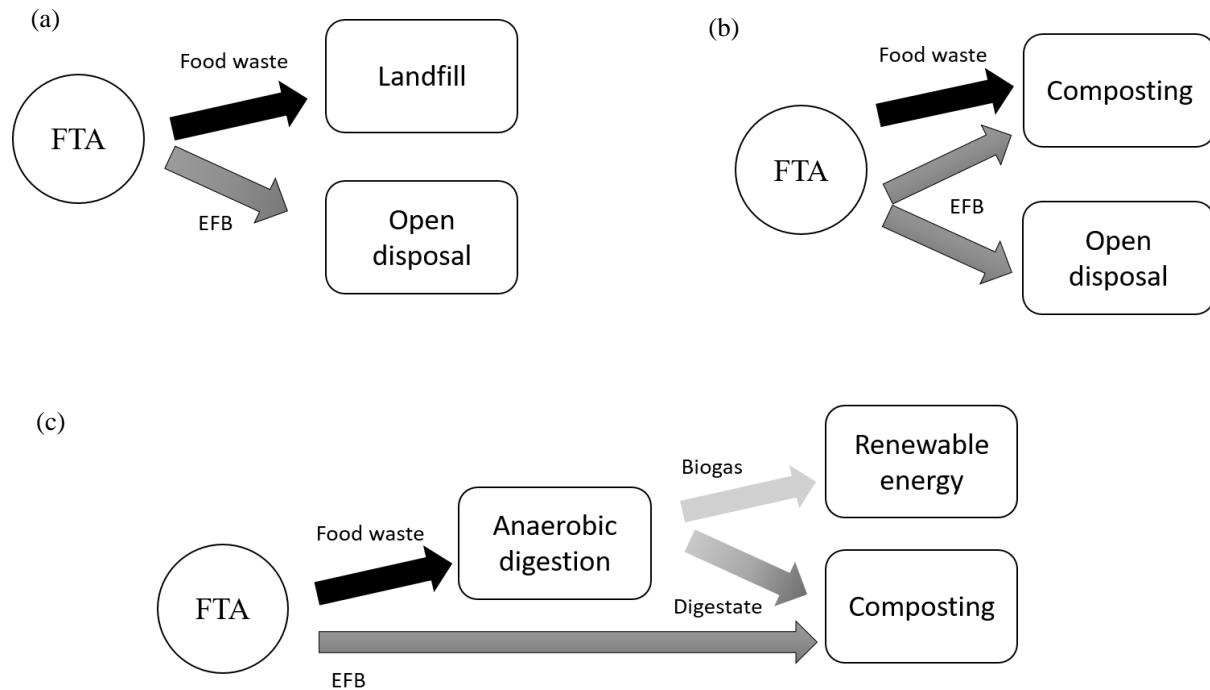 (a)
Food waste
Landfill
FTA
EFB
Open
disposal
(b)
Food waste
Composting
FTA
EFB
Open
disposal
(c)
Renewable
energy
Biogas
Anaerobic
digestion
Food waste
FTA
Digestate
Composting
EFB